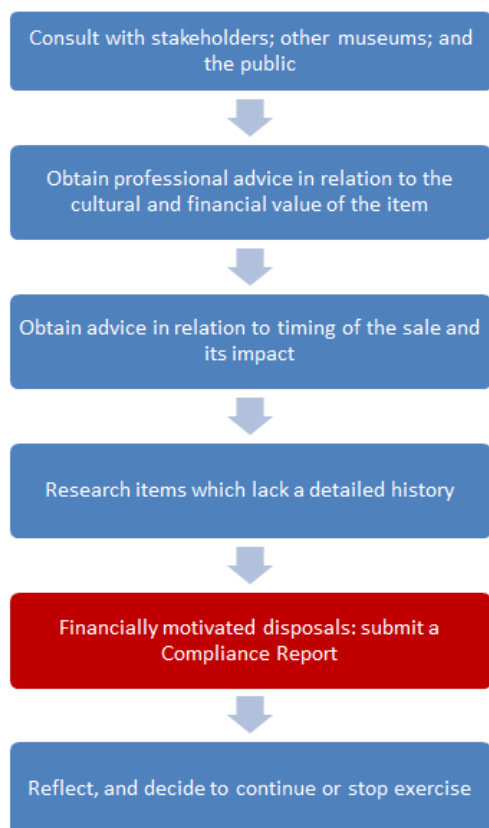 Consult with stakeholders; other museums; and
the public
Obtain professional advice in relation to the
cultural and financial value of the item
Obtain advice in relation to timing of the sale and
its impact
Research items which lack a detailed history
Financially motivated disposals: submit a
Compliance Report
Reflect, and decide to continue or stop exercise